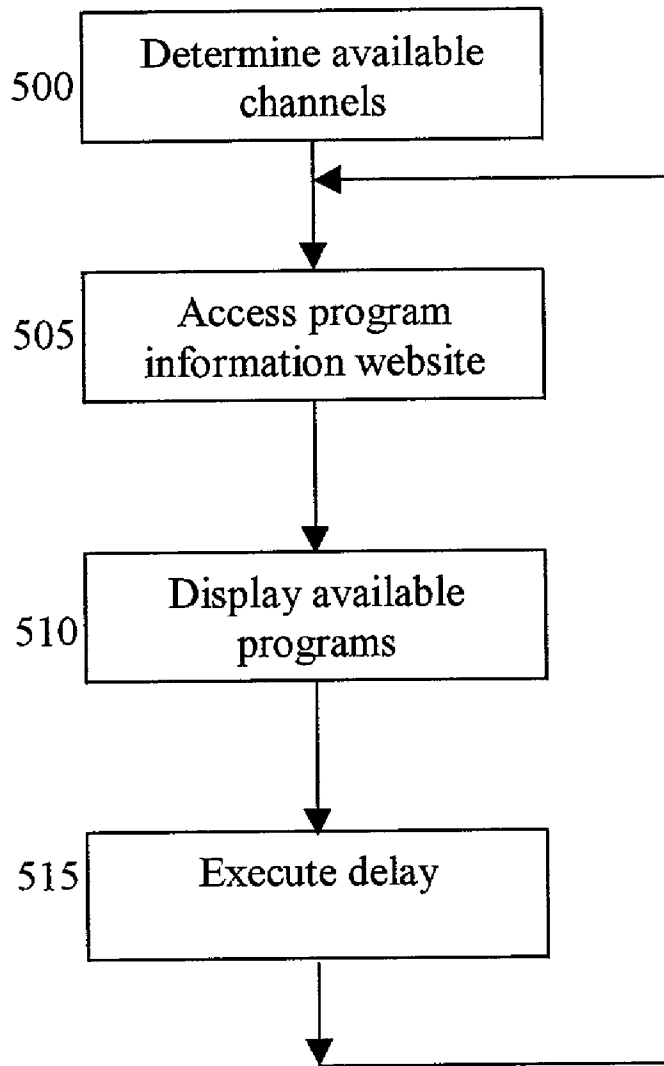 500
Determine available
channels
505
Access program
information website
510
Display available
programs
515
Execute delay